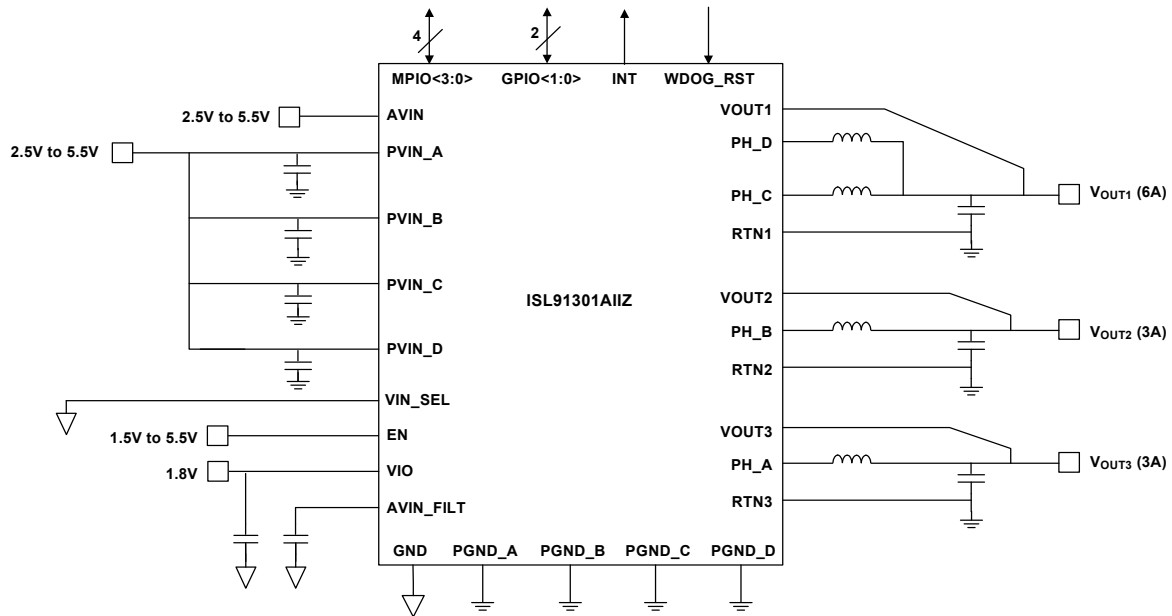 4
2
MPIO<3:0>
GPIO<1:0>
INT
WDOG_RST
2.5V to 5.5V
AVIN
2.5V to 5.5V
PVIN_A
PVIN_B
PVIN_C
PVIN_D
VIN_SEL
1.5V to 5.5V
EN
1.8V
VIO
AVIN_FILT
ISL91301AIIZ
VOUT1
PH_D
PH_C
VOUT1 (6A)
RTN1
VOUT2
PH_B
VOUT2 (3A)
RTN2
VOUT3
PH_A
VOUT3 (3A)
RTN3
GND
PGND_A
PGND_B
PGND_C
PGND_D